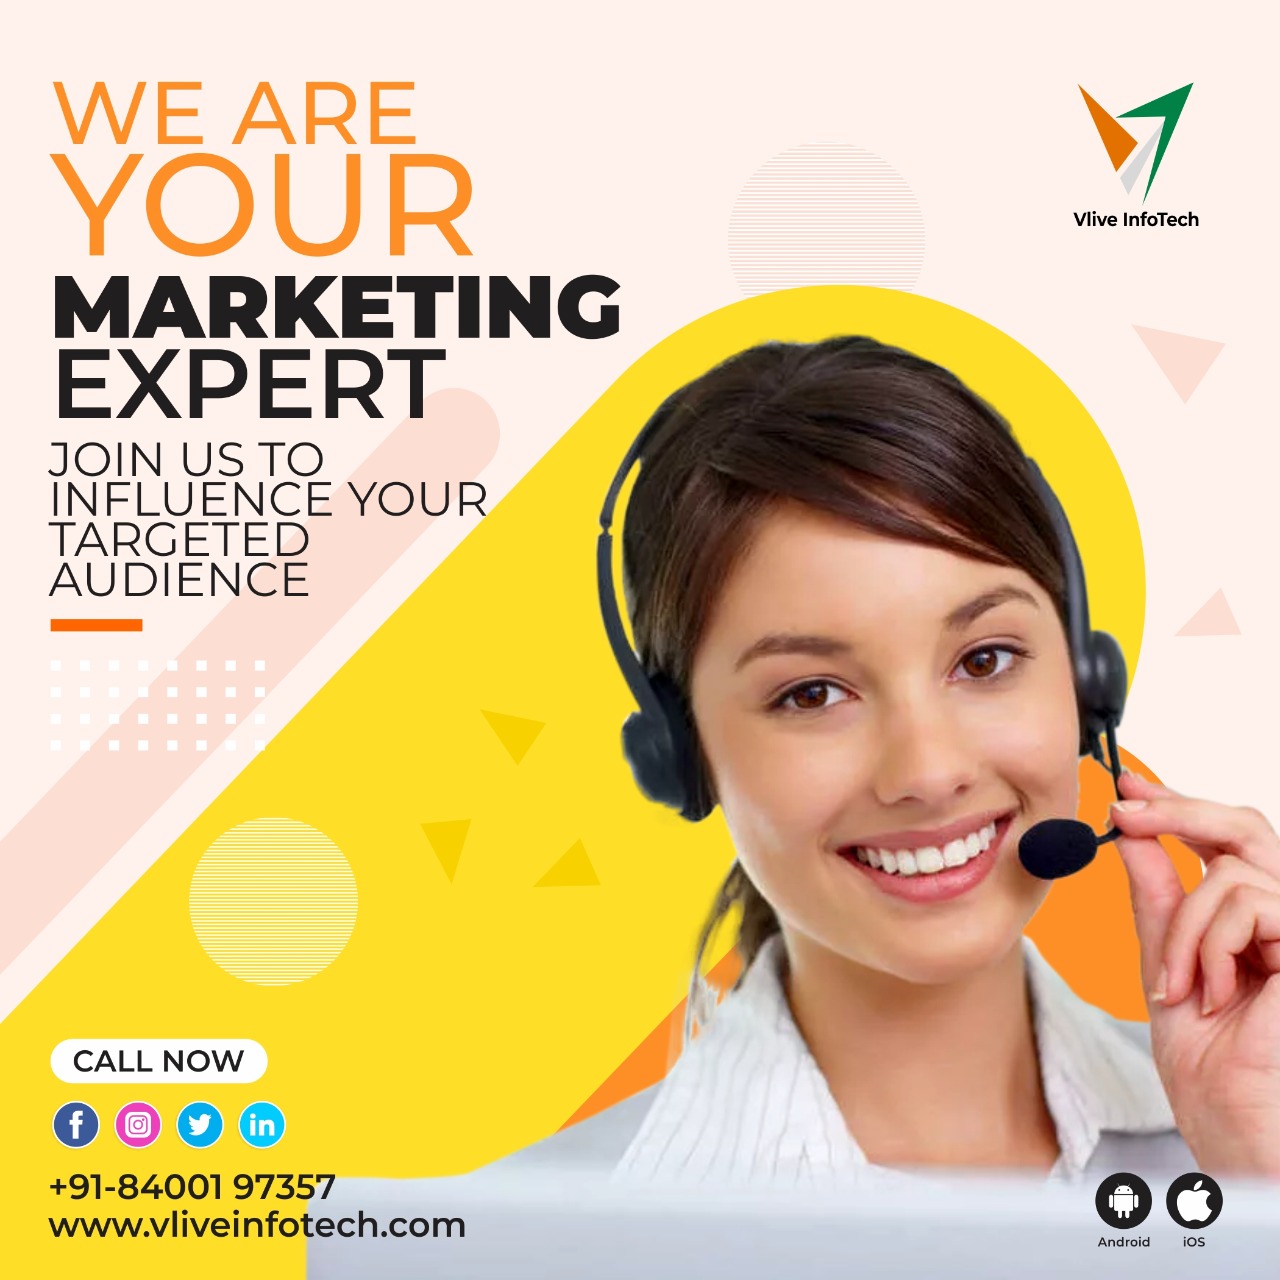 WE ARE
YOUR
MARKETING
EXPERT
JOIN US TO
INFLUENCE YOUR
TARGETED
AUDIENCE
Vlive InfoTech
CALL NOW
+91-84001 97357
www.vliveinfotech.com
Android
iOS